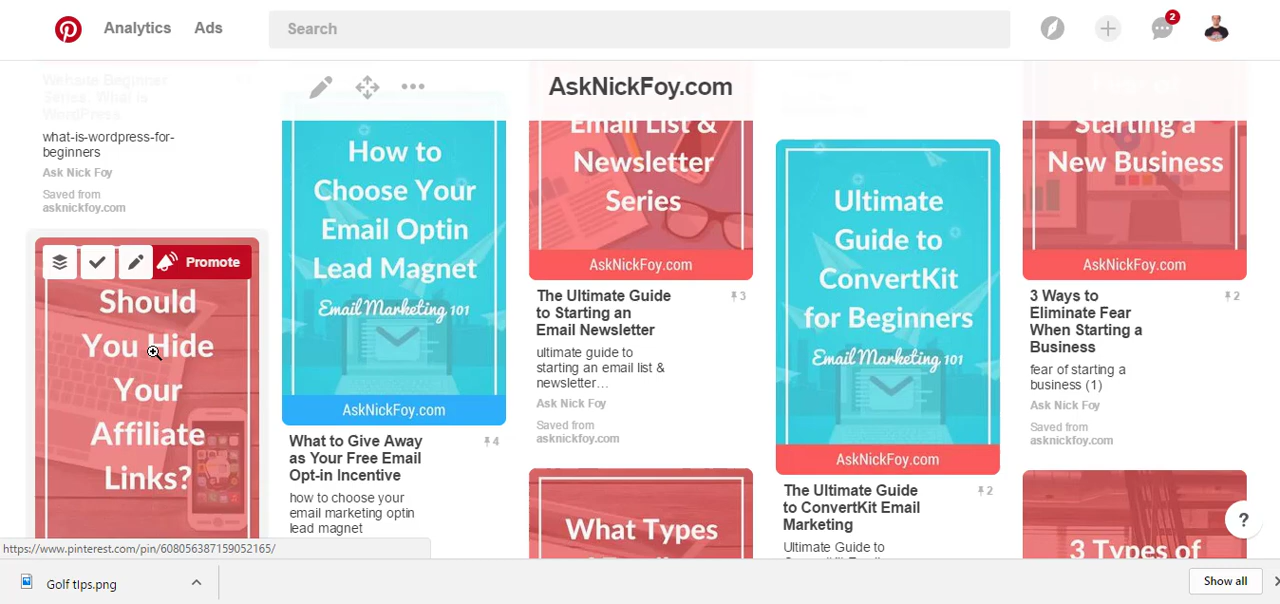 Analytics
Ads
Search
2
AskNickFoy.com
Website Beginner
Series: What is
WordPress
what-is-wordpress-for-
beginners
Ask Nick Foy
Saved from
asknickfoy.com
Promote
Should
You Hide
Your
Affiliate
Links?
How to
Choose Your
Email Optin
Lead Magnet
Email Marketing 101
AskNickFoy.com
What to Give Away
as Your Free Email
Opt-in Incentive
4
how to choose your
email marketing optin
lead magnet
Email List &
Newsletter
Series
AskNickFoy.com
The Ultimate Guide
to Starting an
Email Newsletter
3
ultimate guide to
starting an email list &
newsletter…
Ask Nick Foy
Saved from
asknickfoy.com
What Types
Ultimate
Guide to
ConvertKit
for Beginners
Email Marketing 101
AskNickFoy.com
The Ultimate Guide
to ConvertKit Email
Marketing
2
Ultimate Guide to
Starting a
New Business
AskNickFoy.com
3 Ways to
Eliminate Fear
When Starting a
Business
2
fear of starting a
business (1)
Ask Nick Foy
Saved from
asknickfoy.com
3 Types of
?
https://www.pinterest.com/pin/608056387159052165/
Golf tIps.png
Show all